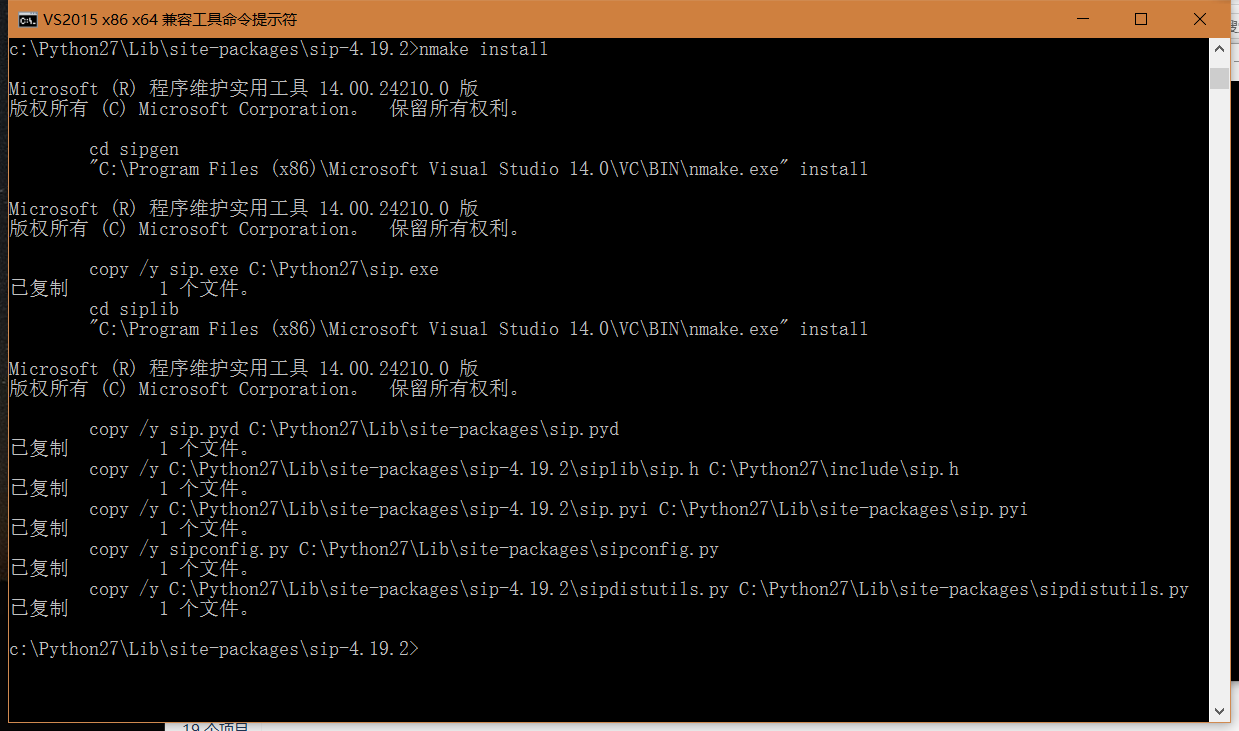 VS2015 x86 x64 兼容工具命令提示符
c:\Python27\Lib\site-packages\sip-4.19.2>nmake install
Microsoft (R) 程序维护实用工具 14.00.24210.0 版
版权所有 (C) Microsoft Corporation。  保留所有权利。
cd sipgen
"C:\Program Files (x86)\Microsoft Visual Studio 14.0\VC\BIN\nmake.exe" install
Microsoft (R) 程序维护实用工具 14.00.24210.0 版
版权所有 (C) Microsoft Corporation。  保留所有权利。
copy /y sip.exe C:\Python27\sip.exe
已复制         1 个文件。
cd siplib
"C:\Program Files (x86)\Microsoft Visual Studio 14.0\VC\BIN\nmake.exe" install
Microsoft (R) 程序维护实用工具 14.00.24210.0 版
版权所有 (C) Microsoft Corporation。  保留所有权利。
copy /y sip.pyd C:\Python27\Lib\site-packages\sip.pyd
已复制         1 个文件。
copy /y C:\Python27\Lib\site-packages\sip-4.19.2\siplib\sip.h C:\Python27\include\sip.h
已复制         1 个文件。
copy /y C:\Python27\Lib\site-packages\sip-4.19.2\sip.pyi C:\Python27\Lib\site-packages\sip.pyi
已复制         1 个文件。
copy /y sipconfig.py C:\Python27\Lib\site-packages\sipconfig.py
已复制         1 个文件。
copy /y C:\Python27\Lib\site-packages\sip-4.19.2\sipdistutils.py C:\Python27\Lib\site-packages\sipdistutils.py
已复制         1 个文件。
c:\Python27\Lib\site-packages\sip-4.19.2>
19 个项目